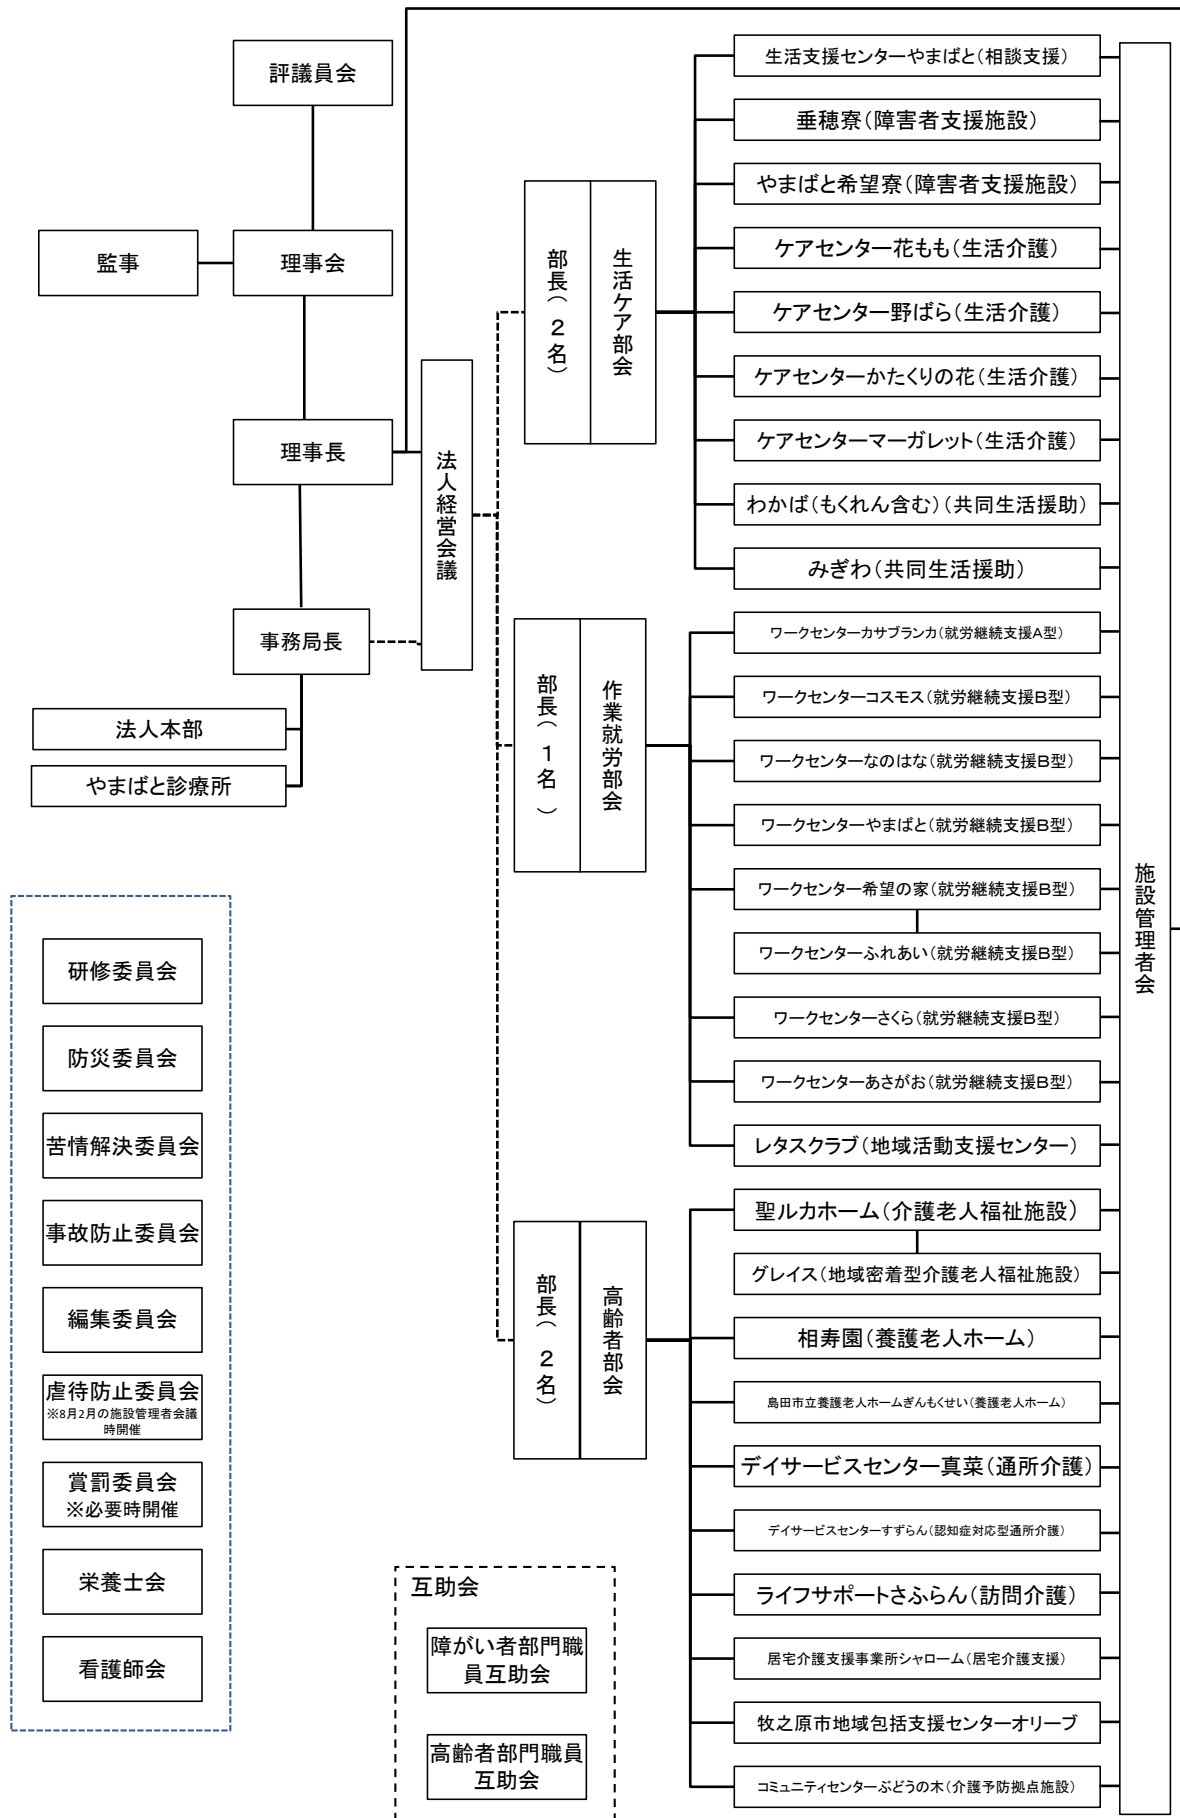 評議員会
監事
理事会
理事長
事務局長
法人本部
やまばと診療所
法人経営会議
部長(2名)
生活ケア部会
生活支援センターやまばと(相談支援)
垂穂寮(障害者支援施設)
やまばと希望寮(障害者支援施設)
ケアセンター花もも(生活介護)
ケアセンター野ばら(生活介護)
ケアセンターかたくりの花(生活介護)
ケアセンターマーガレット(生活介護)
わかば(もくれん含む)(共同生活援助)
みぎわ(共同生活援助)
部長(1名)
作業就労部会
ワークセンターカサブランカ(就労継続支援A型)
ワークセンターコスモス(就労継続支援B型)
ワークセンターなのはな(就労継続支援B型)
ワークセンターやまばと(就労継続支援B型)
ワークセンター希望の家(就労継続支援B型)
ワークセンターふれあい(就労継続支援B型)
ワークセンターさくら(就労継続支援B型)
ワークセンターあさがお(就労継続支援B型)
レタスクラブ(地域活動支援センター)
部長(2名)
高齢者部会
聖ルカホーム(介護老人福祉施設)
グレイス(地域密着型介護老人福祉施設)
相寿園(養護老人ホーム)
島田市立養護老人ホームぎんもくせい(養護老人ホーム)
デイサービスセンター真菜(通所介護)
デイサービスセンターすずらん(認知症対応型通所介護)
ライフサポートさふらん(訪問介護)
居宅介護支援事業所シャローム(居宅介護支援)
牧之原市地域包括支援センターオリーブ
コミュニティセンターぶどうの木(介護予防拠点施設)
施設管理者会
研修委員会
防災委員会
苦情解決委員会
事故防止委員会
編集委員会
虐待防止委員会
※8月2月の施設管理者会議
時開催
賞罰委員会
※必要時開催
栄養士会
看護師会
互助会
障がい者部門職
員互助会
高齢者部門職員
互助会